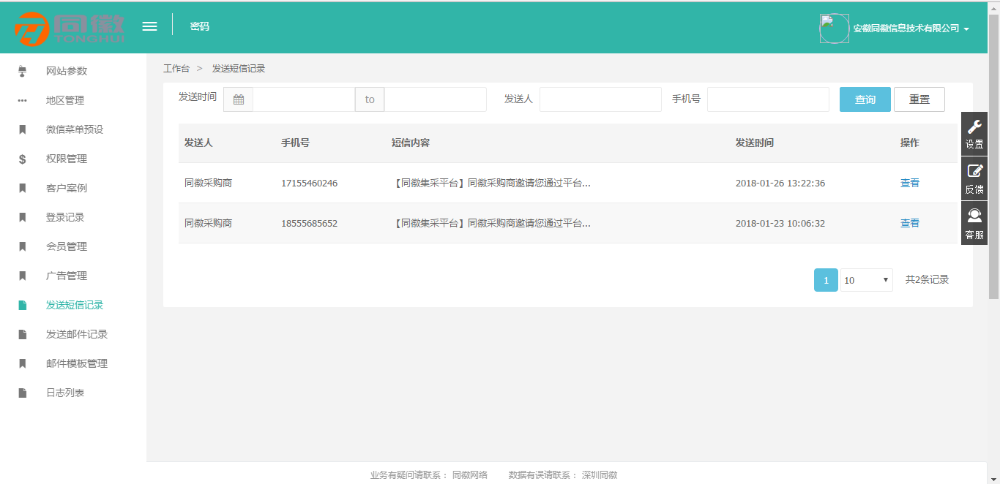 同徽
TONGHUI
密码
安徽同徽信息技术有限公司
网站参数
地区管理
微信菜单预设
权限管理
客户案例
登录记录
会员管理
广告管理
发送短信记录
发送邮件记录
邮件模板管理
日志列表
工作台 > 发送短信记录
发送时间 to 发送人 手机号 查询 重置
发送人 手机号 短信内容 发送时间 操作
同徽采购商 17155460246 【同徽集采平台】同徽采购商邀请您通过平台... 2018-01-26 13:22:36 查看
同徽采购商 18555685652 【同徽集采平台】同徽采购商邀请您通过平台... 2018-01-23 10:06:32 查看
1 10 共2条记录
设置
反馈
客服
业务有疑问请联系： 同徽网络 数据有误请联系： 深圳同徽